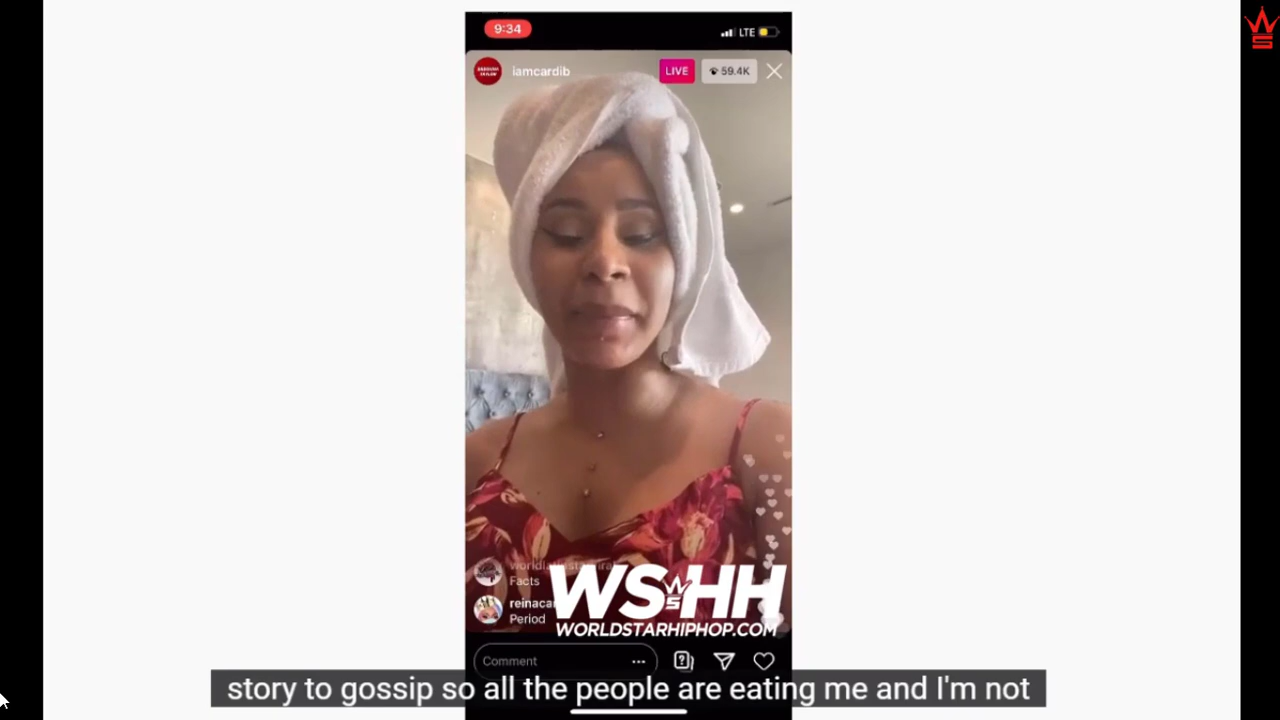 9:34
LTE
iamcardib
LIVE
59.4K
Facts
Period
WSHH
WORLDSTARHIPHOP.COM
Comment
story to gossip so all the people are eating me and I'm not